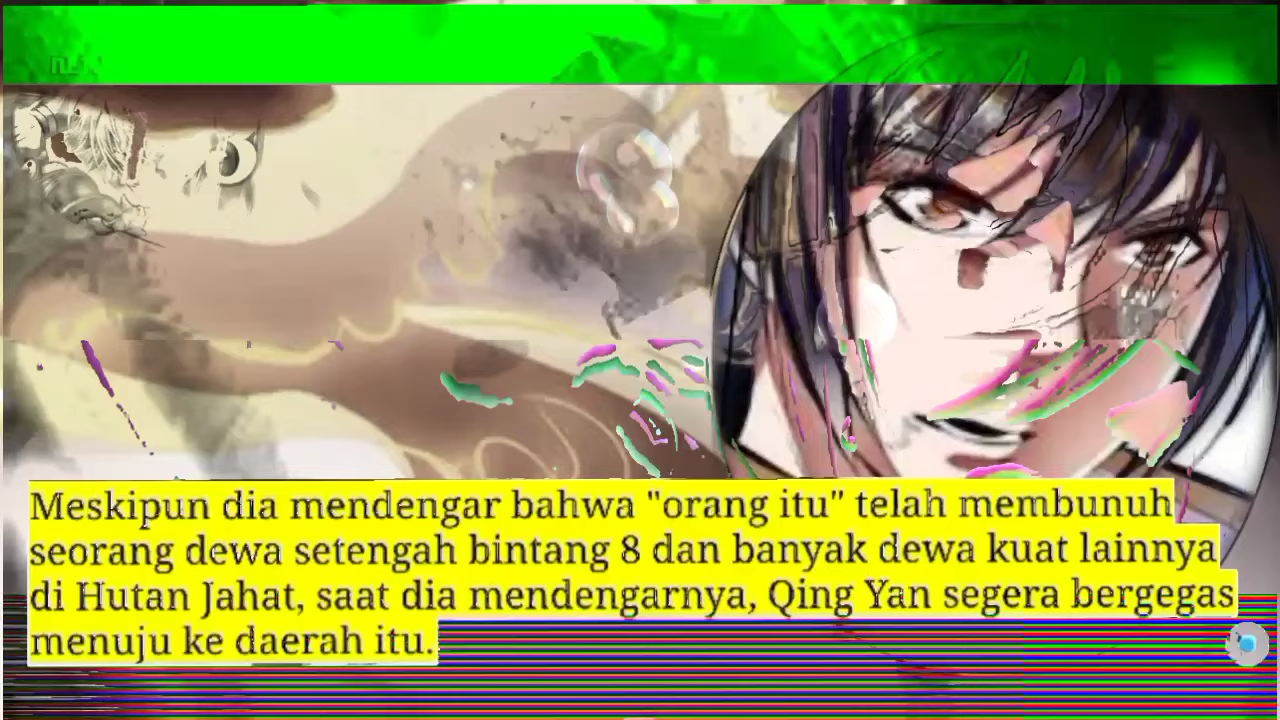 Meskipun dia mendengar bahwa "orang itu" telah membunuh
seorang dewa setengah bintang 8 dan banyak dewa kuat lainnya
di Hutan Jahat, saat dia mendengarnya, Qing Yan segera bergegas
menuju ke daerah itu.